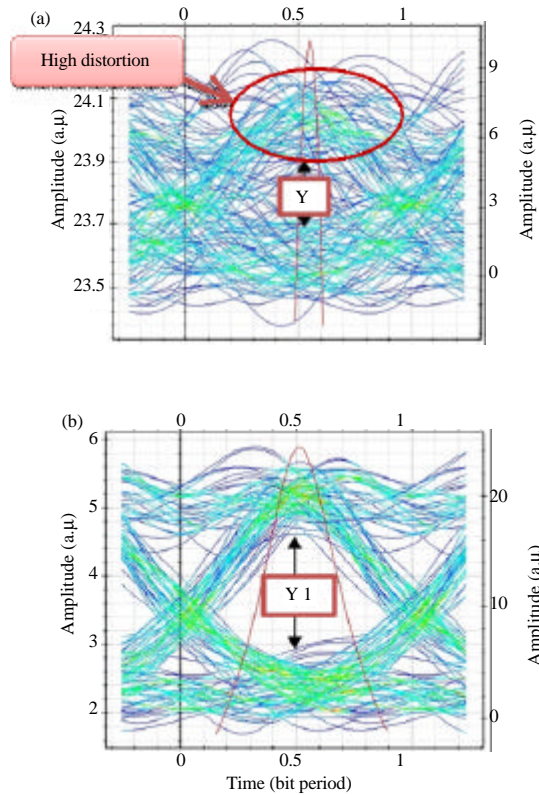 (a)
0 0.5 1
High distortion
24.3
24.1
23.9
23.7
23.5
Amplitude (a.µ)
Y
9
6
3
0
Amplitude (a.µ)
(b)
0 0.5 1
6
5
4
3
2
Amplitude (a.µ)
Y 1
20
10
0
Amplitude (a.µ)
0 0.5 1
Time (bit period)